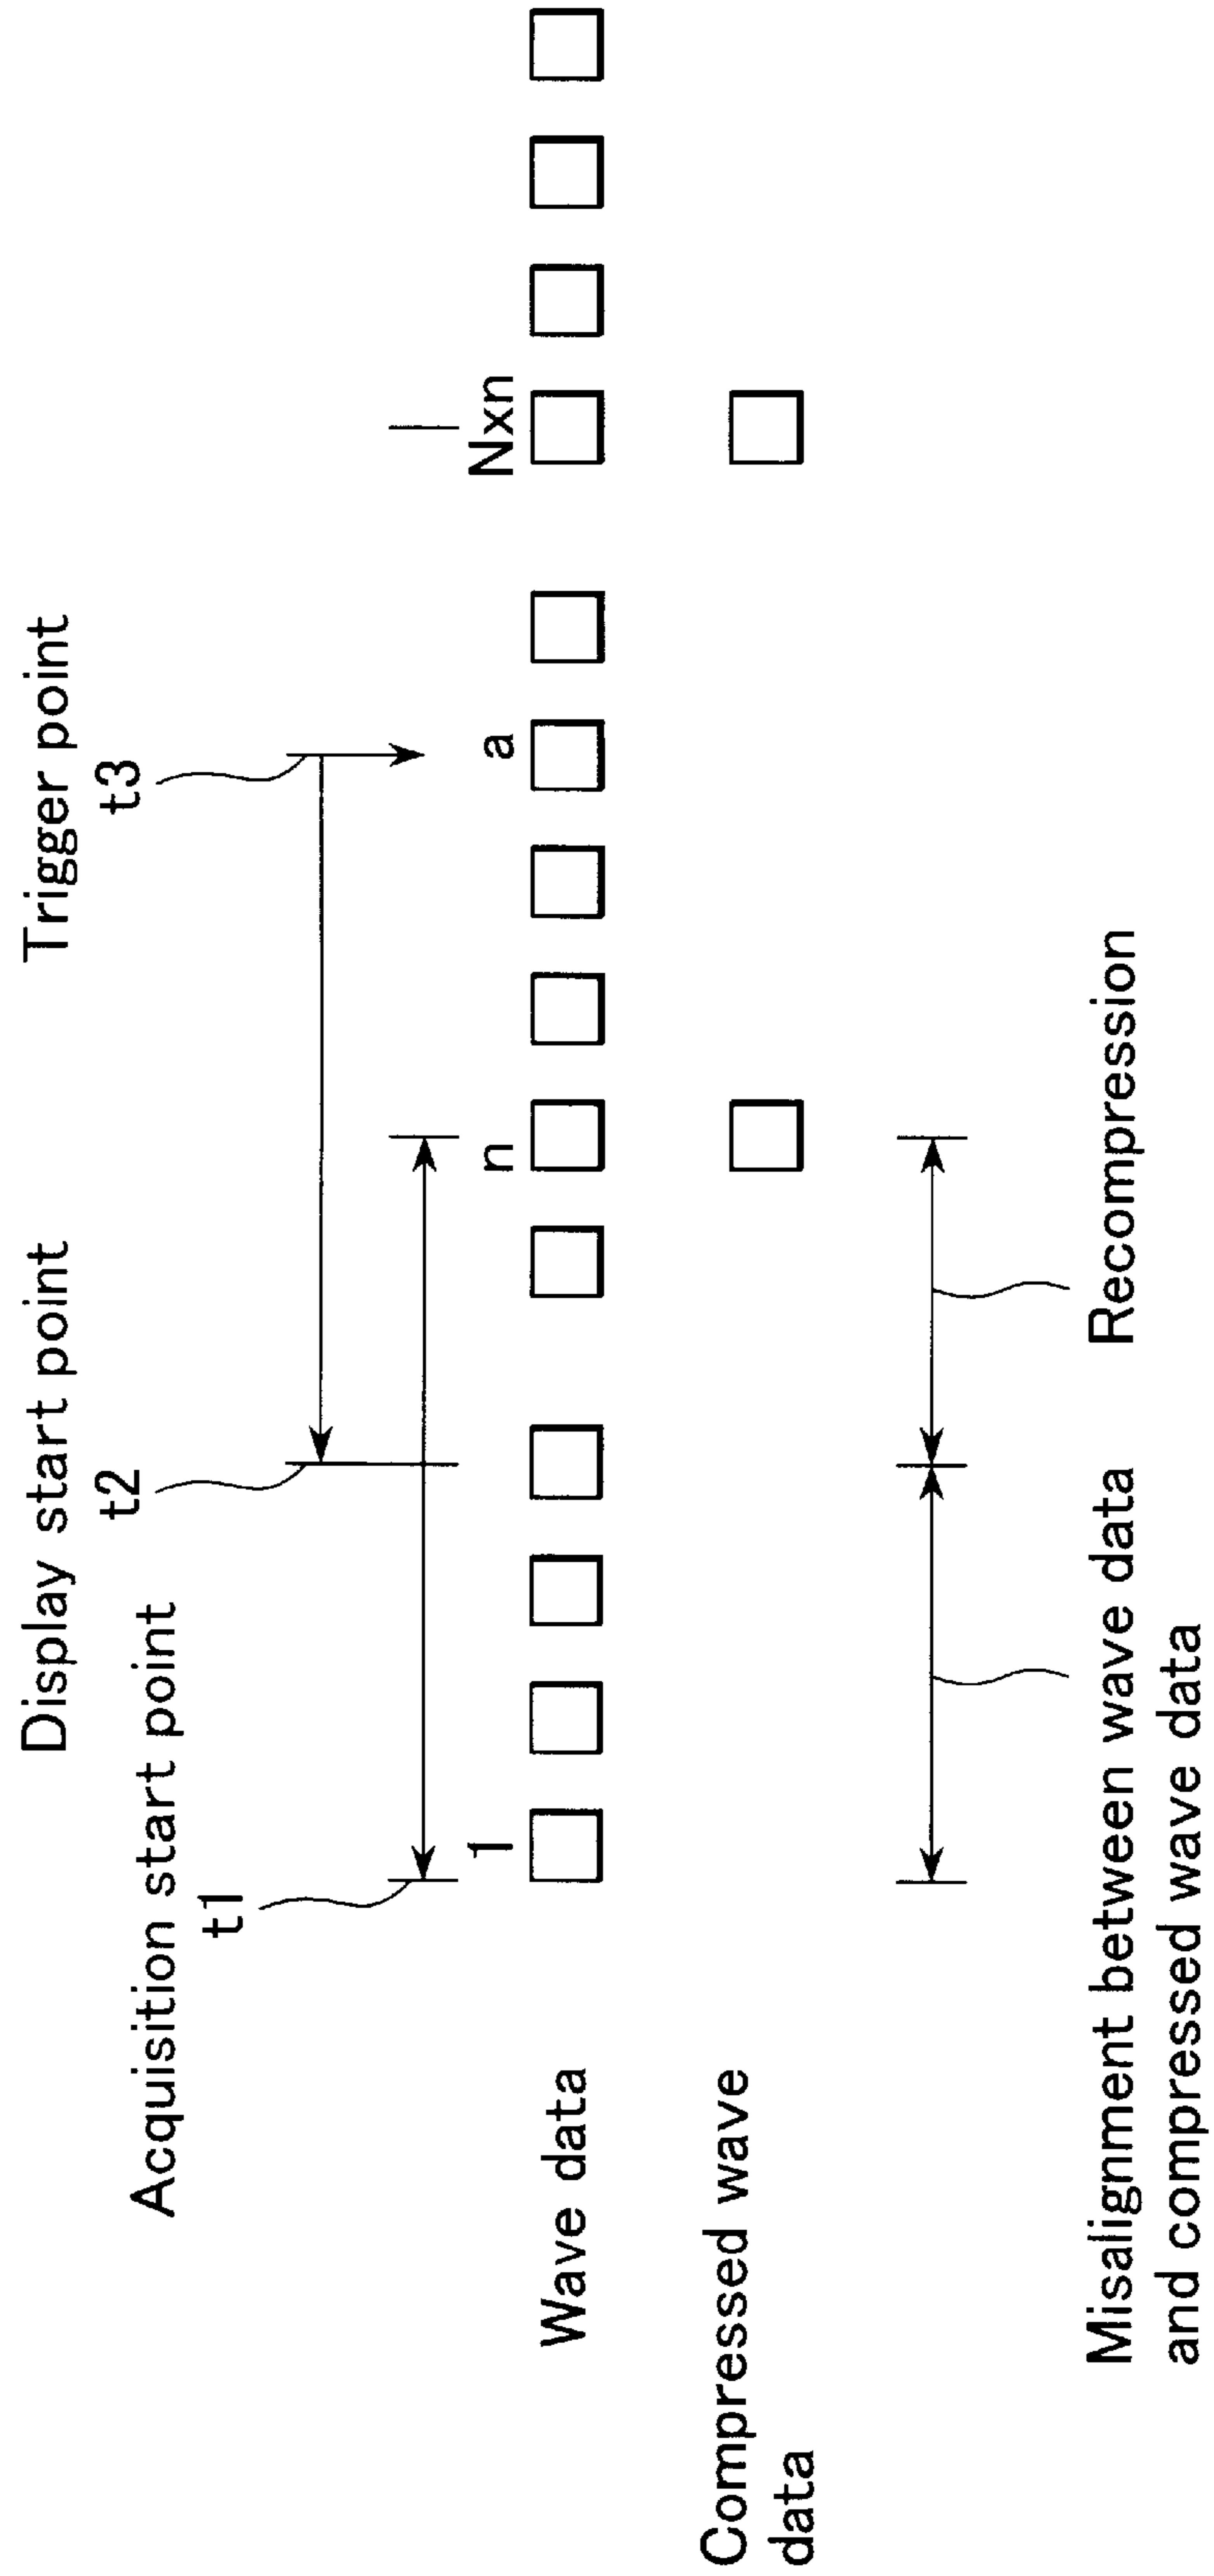 Display start point
Trigger point
Acquisition start point
t2
t3
t1
1
n
a
Nxn
Wave data
Compressed wave
data
Recompression
Misalignment between wave data
and compressed wave data